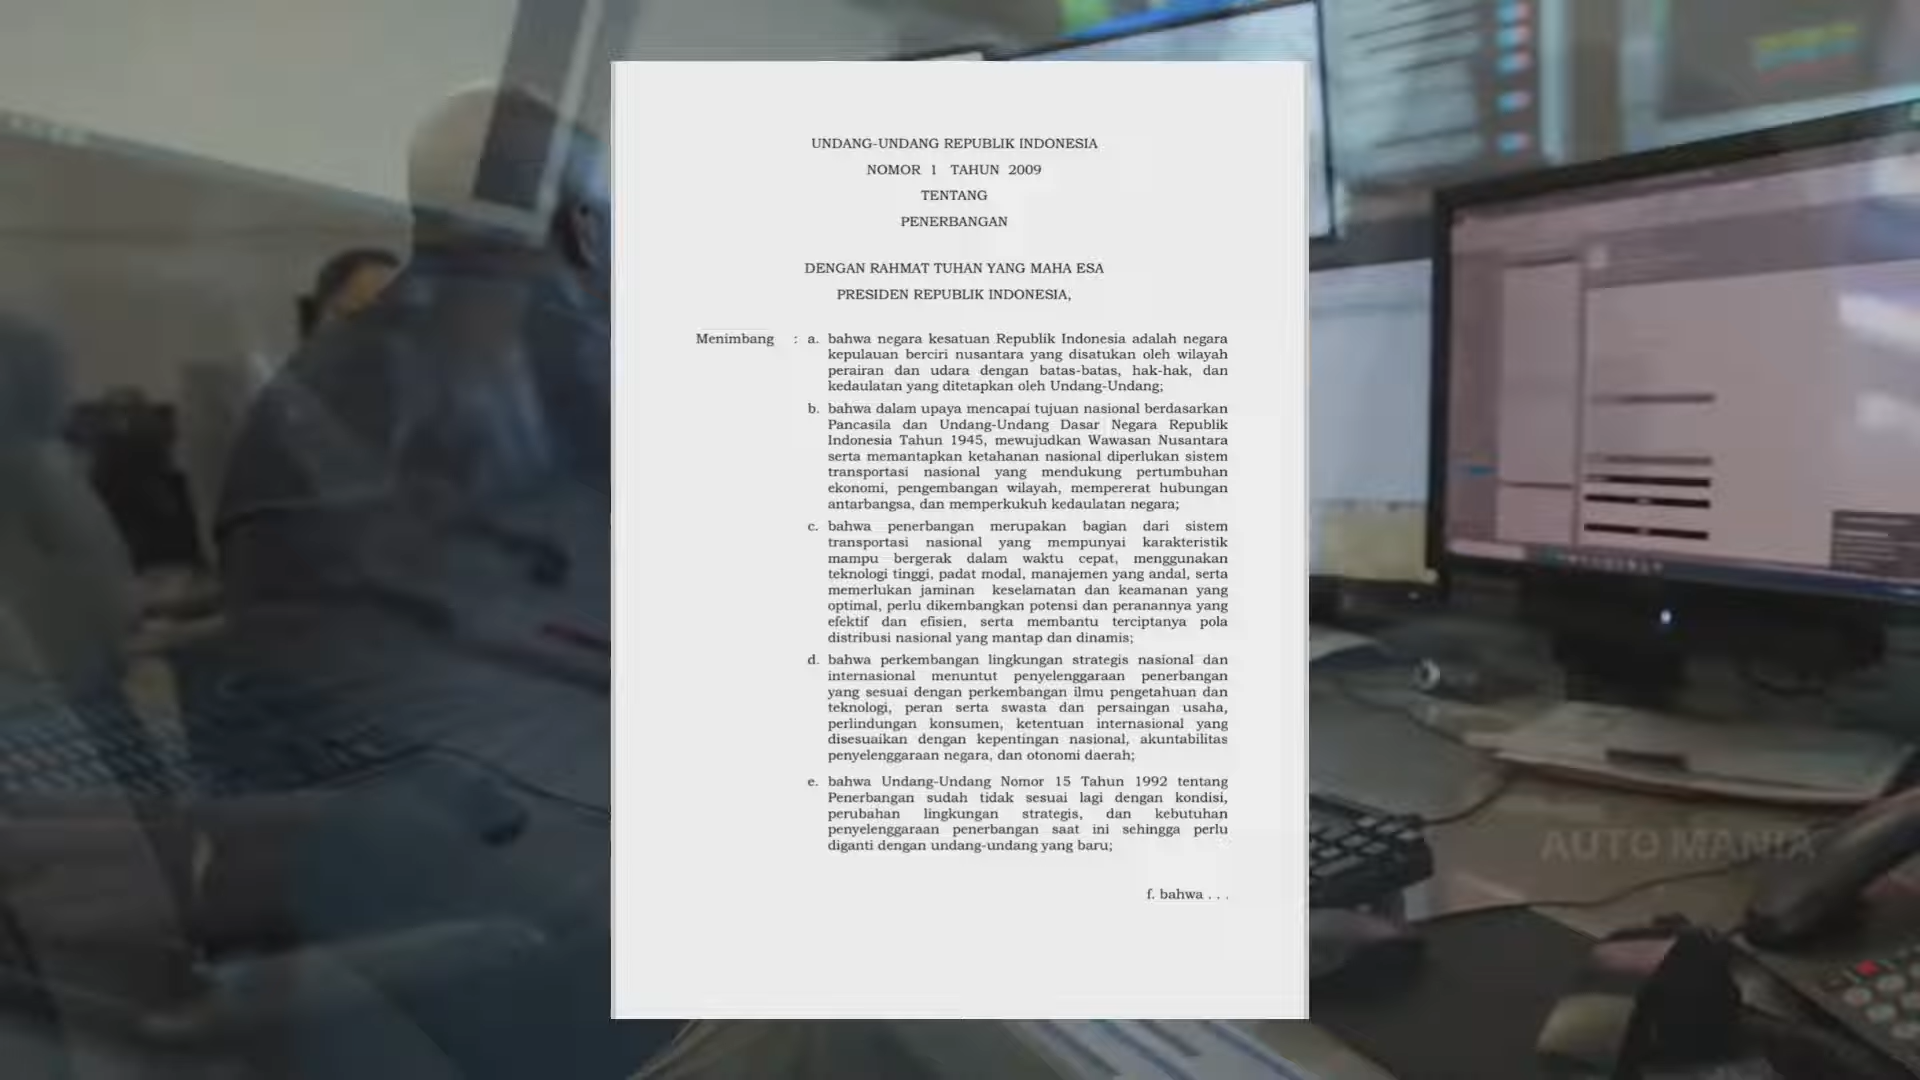 UNDANG-UNDANG REPUBLIK INDONESIA
NOMOR 1 TAHUN 2009
TENTANG
PENERBANGAN
DENGAN RAHMAT TUHAN YANG MAHA ESA
PRESIDEN REPUBLIK INDONESIA,
Menimbang : a. bahwa negara kesatuan Republik Indonesia adalah negara
kepulauan berciri nusantara yang disatukan oleh wilayah
perairan dan udara dengan batas-batas, hak-hak, dan
kedaulatan yang ditetapkan oleh Undang-Undang;
b. bahwa dalam upaya mencapai tujuan nasional berdasarkan
Pancasila dan Undang-Undang Dasar Negara Republik
Indonesia Tahun 1945, mewujudkan Wawasan Nusantara
serta memantapkan ketahanan nasional diperlukan sistem
transportasi nasional yang mendukung pertumbuhan
ekonomi, pengembangan wilayah, mempererat hubungan
antarbangsa, dan memperkukuh kedaulatan negara;
c. bahwa penerbangan merupakan bagian dari sistem
transportasi nasional yang mempunyai karakteristik
mampu bergerak dalam waktu cepat, menggunakan
teknologi tinggi, padat modal, manajemen yang andal, serta
memerlukan jaminan keselamatan dan keamanan yang
optimal, perlu dikembangkan potensi dan peranannya yang
efektif dan efisien, serta membantu terciptanya pola
distribusi nasional yang mantap dan dinamis;
d. bahwa perkembangan lingkungan strategis nasional dan
internasional menuntut penyelenggaraan penerbangan
yang sesuai dengan perkembangan ilmu pengetahuan dan
teknologi, peran serta swasta dan persaingan usaha,
perlindungan konsumen, ketentuan internasional yang
disesuaikan dengan kepentingan nasional, akuntabilitas
penyelenggaraan negara, dan otonomi daerah;
e. bahwa Undang-Undang Nomor 15 Tahun 1992 tentang
Penerbangan sudah tidak sesuai lagi dengan kondisi,
perubahan lingkungan strategis, dan kebutuhan
penyelenggaraan penerbangan saat ini sehingga perlu
diganti dengan undang-undang yang baru;
f. bahwa . . .
AUTO MANIA